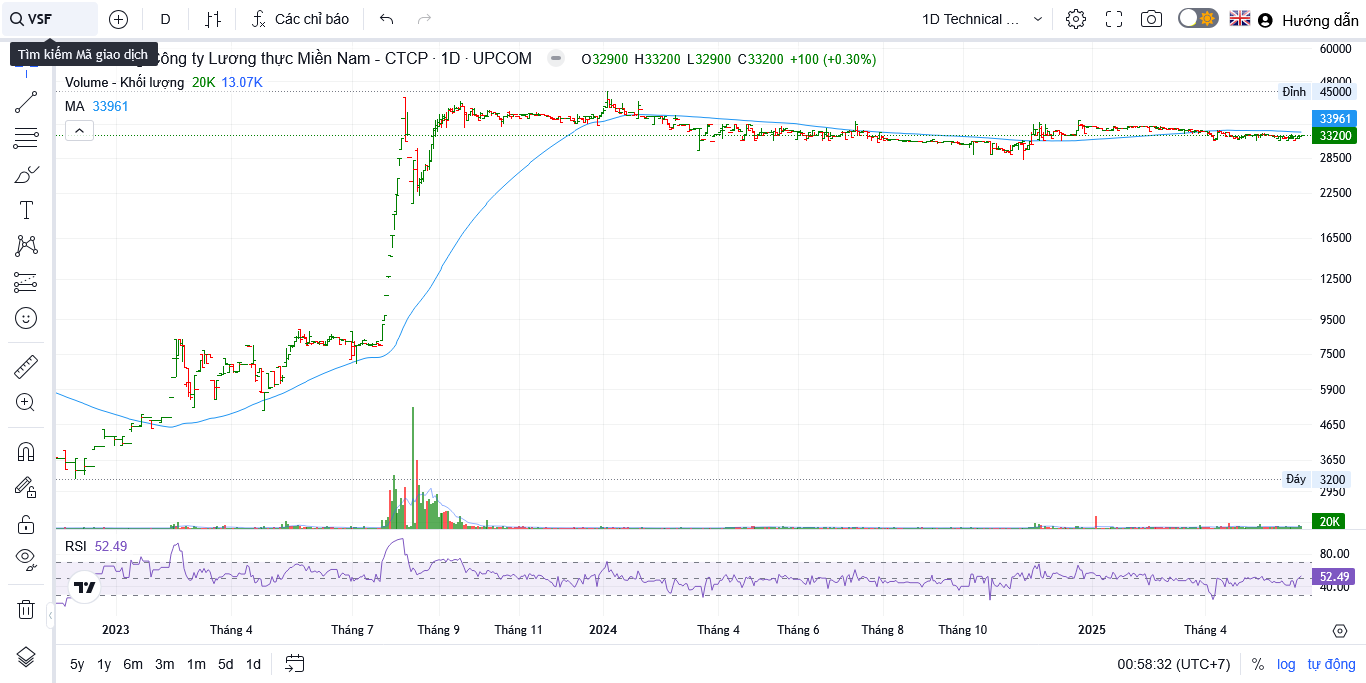 VSF
D
Các chỉ báo
1D Technical ...
Hướng dẫn
Tìm kiếm Mã giao dịch
Công ty Lương thực Miền Nam - CTCP · 1D · UPCOM
O32900 H33200 L32900 C33200 +100 (+0.30%)
Volume - Khối lượng 20K 13.07K
MA 33961
60000
48000
Đỉnh 45000
33961
33200
28500
22500
16500
12500
9500
7500
5900
4650
3650
Đáy 3200
2950
20K
RSI 52.49
80.00
52.49
40.00
2023 Tháng 4 Tháng 7 Tháng 9 Tháng 11 2024 Tháng 4 Tháng 6 Tháng 8 Tháng 10 2025 Tháng 4
5y 1y 6m 3m 1m 5d 1d
00:58:32 (UTC+7) % log tự động